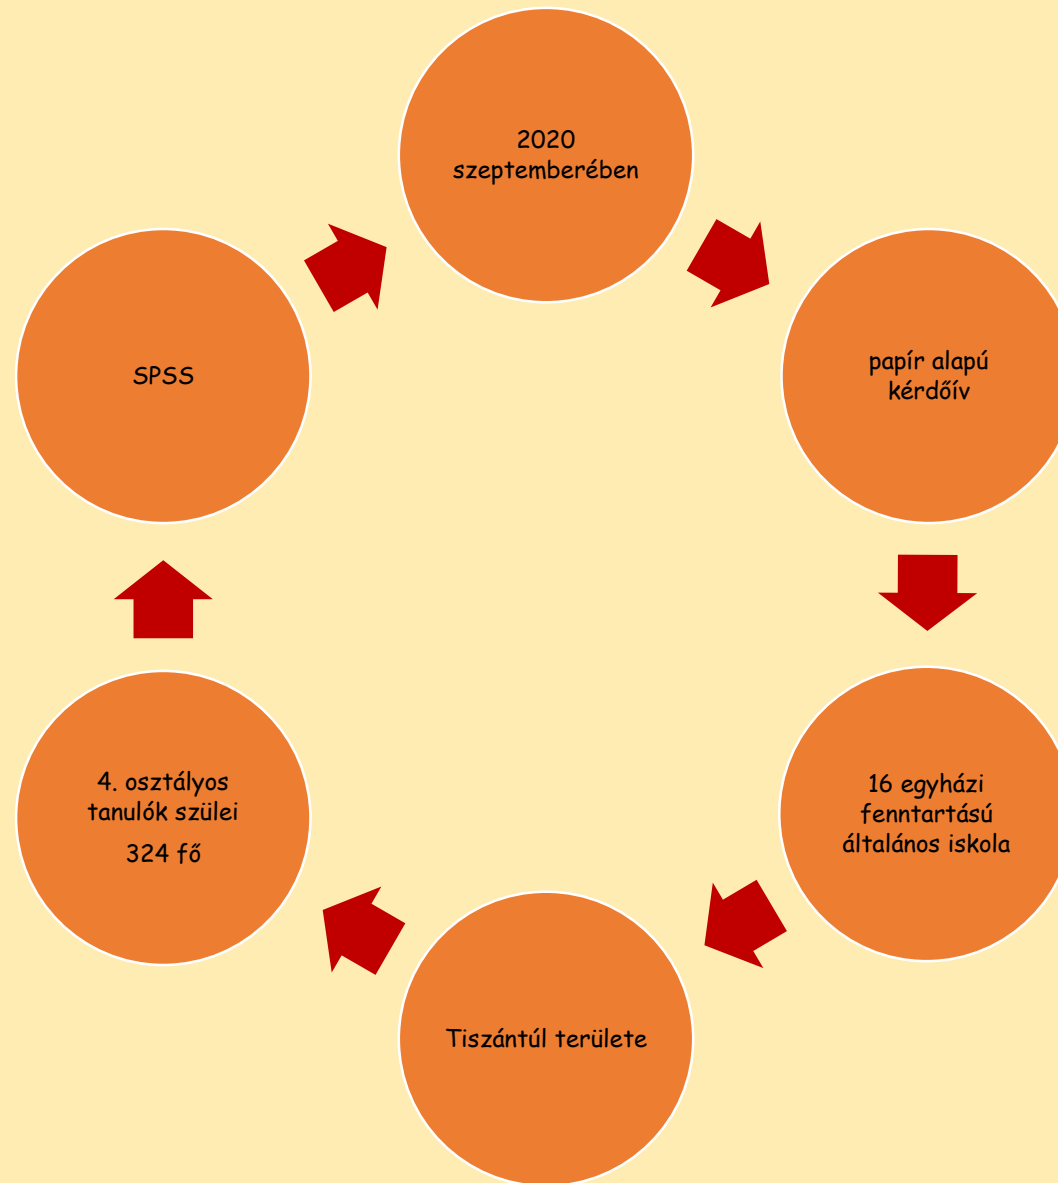 2020
szeptemberében
papír alapú
kérdőív
16 egyházi
fenntartású
általános iskola
Tiszántúl területe
4. osztályos
tanulók szülei
324 fő
SPSS